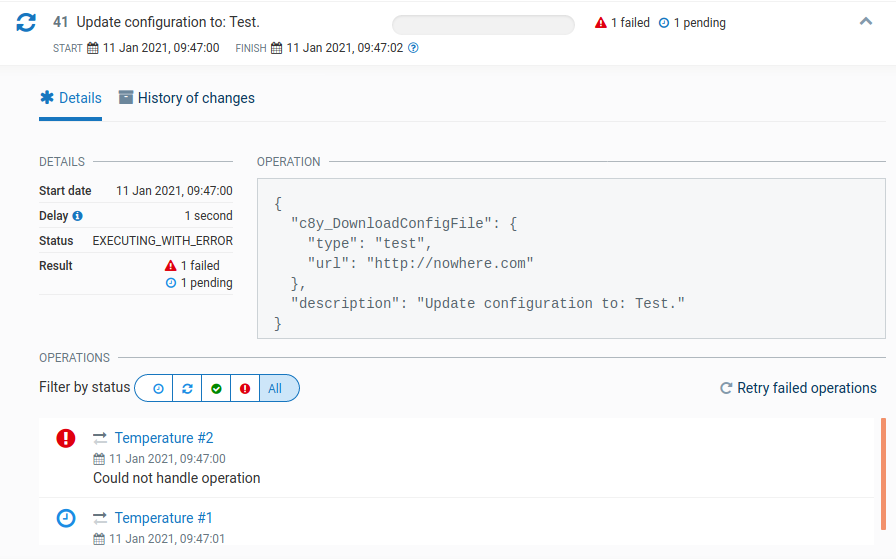 41 Update configuration to: Test.
1 failed 1 pending
START 11 Jan 2021, 09:47:00 FINISH 11 Jan 2021, 09:47:02
Details History of changes
DETAILS
Start date 11 Jan 2021, 09:47:00
Delay 1 second
Status EXECUTING_WITH_ERROR
Result 1 failed
1 pending
OPERATION
{
"c8y_DownloadConfigFile": {
"type": "test",
"url": "http://nowhere.com"
},
"description": "Update configuration to: Test."
}
OPERATIONS
Filter by status All Retry failed operations
Temperature #2
11 Jan 2021, 09:47:00
Could not handle operation
Temperature #1
11 Jan 2021, 09:47:01